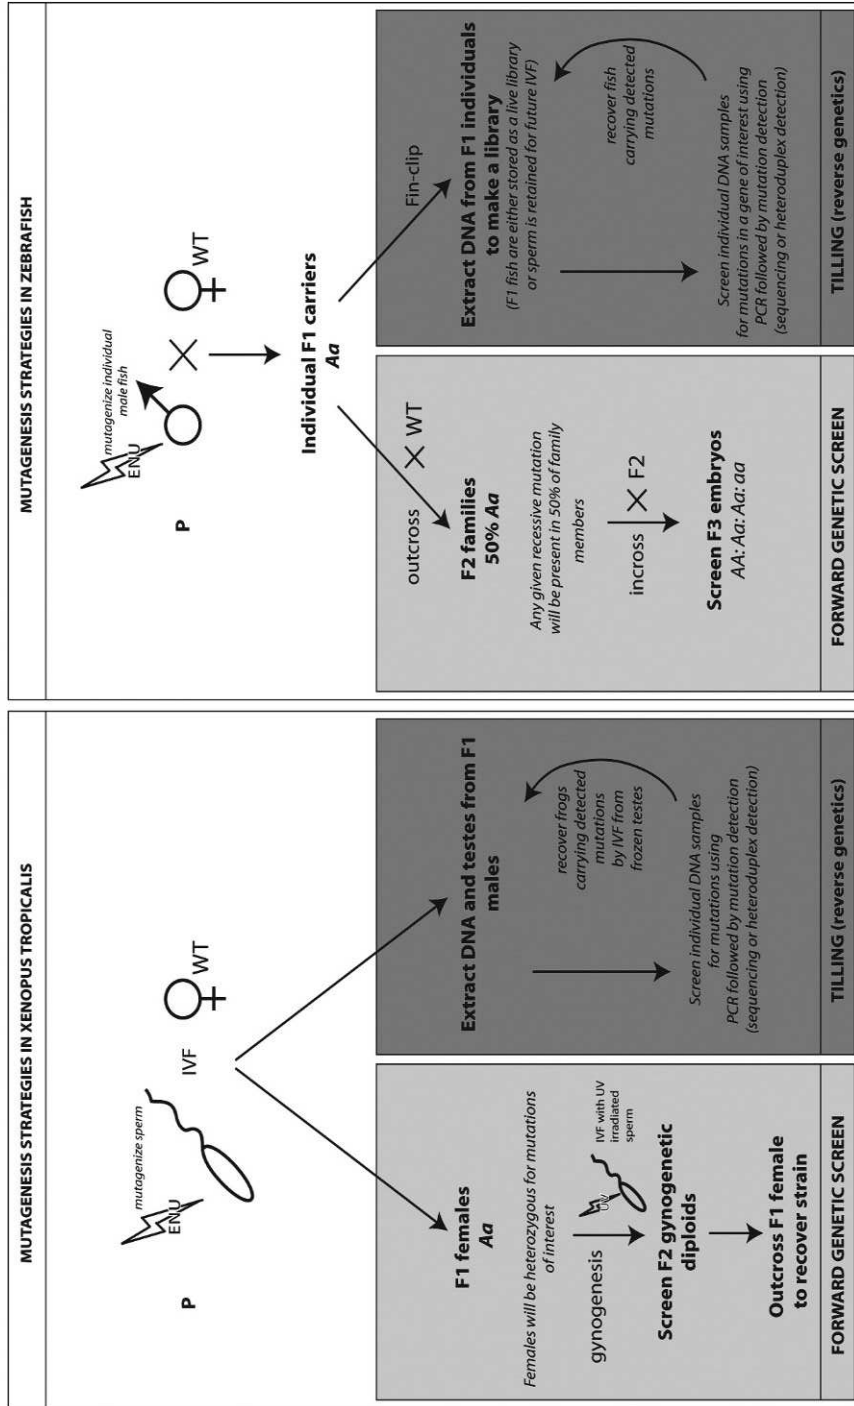 MUTAGENESIS STRATEGIES IN XENOPUS TROPICALIS
P
mutagenize sperm
ENU
IVF
WT
F1 females
Aa
Females will be heterozygous for mutations
of interest
gynogenesis
UV
IVF with UV
irradiated
sperm
Screen F2 gynogenetic
diploids
Outcross F1 female
to recover strain
FORWARD GENETIC SCREEN
Extract DNA and testes from F1
males
recover frogs
carrying detected
mutations
by IVF from
frozen testes
Screen individual DNA samples
for mutations using
PCR followed by mutation detection
(sequencing or heteroduplex detection)
TILLING (reverse genetics)
MUTAGENESIS STRATEGIES IN ZEBRAFISH
P
ENU
mutagenize individual
male fish
WT
Individual F1 carriers
Aa
outcross
WT
F2 families
50% Aa
Any given recessive mutation
will be present in 50% of family
members
incross
F2
Screen F3 embryos
AA: Aa: Aa: aa
FORWARD GENETIC SCREEN
Fin-clip
Extract DNA from F1 individuals
to make a library
(F1 fish are either stored as a live library
or sperm is retained for future IVF)
recover fish
carrying detected
mutations
Screen individual DNA samples
for mutations in a gene of interest using
PCR followed by mutation detection
(sequencing or heteroduplex detection)
TILLING (reverse genetics)